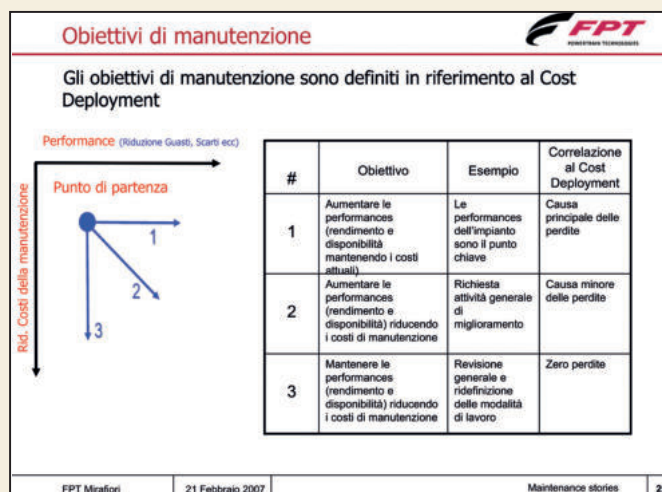 Obiettivi di manutenzione
FPT
POWERTRAIN TECHNOLOGIES
Gli obiettivi di manutenzione sono definiti in riferimento al Cost
Deployment
Performance (Riduzione Guasti, Scarti ecc)
Rid. Costi della manutenzione
Punto di partenza
1
2
3
# Obiettivo Esempio Correlazione
al Cost
Deployment
1
Aumentare le
performances
(rendimento e
disponibilità
mantenendo i costi
attuali)
Le
performances
dell'impianto
sono il punto
chiave
Causa
principale delle
perdite
2
Aumentare le
performances
(rendimento e
disponibilità) riducendo
i costi di manutenzione
Richiesta
attività generale
di
miglioramento
Causa minore
delle perdite
3
Mantenere le
performances
(rendimento e
disponibilità) riducendo
i costi di manutenzione
Revisione
generale e
ridefinizione
delle modalità
di lavoro
Zero perdite
FPT Mirafiori 21 Febbraio 2007 Maintenance stories 2